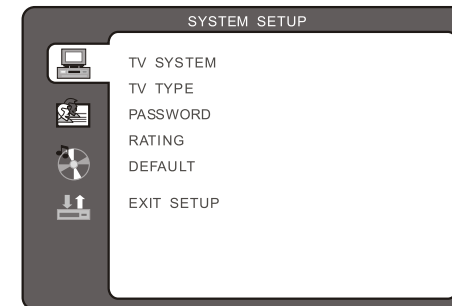 SYSTEM SETUP
TV SYSTEM
TV TYPE
PASSWORD
RATING
DEFAULT
EXIT SETUP